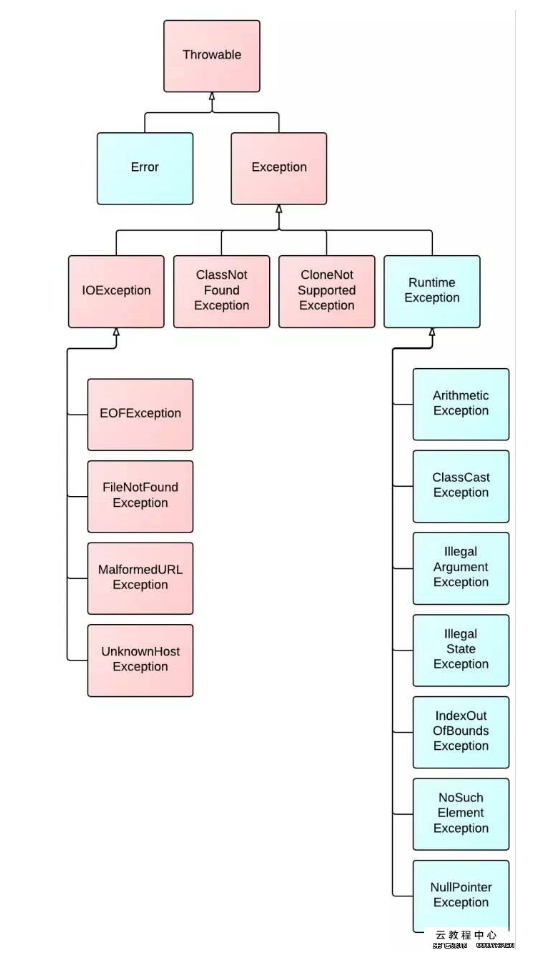 Throwable
Error
Exception
IOException
ClassNot
Found
Exception
CloneNot
Supported
Exception
Runtime
Exception
EOFException
FileNotFound
Exception
MalformedURL
Exception
UnknownHost
Exception
Arithmetic
Exception
ClassCast
Exception
Illegal
Argument
Exception
Illegal
State
Exception
IndexOut
OfBounds
Exception
NoSuch
Element
Exception
NullPointer
Exception
云教程中心